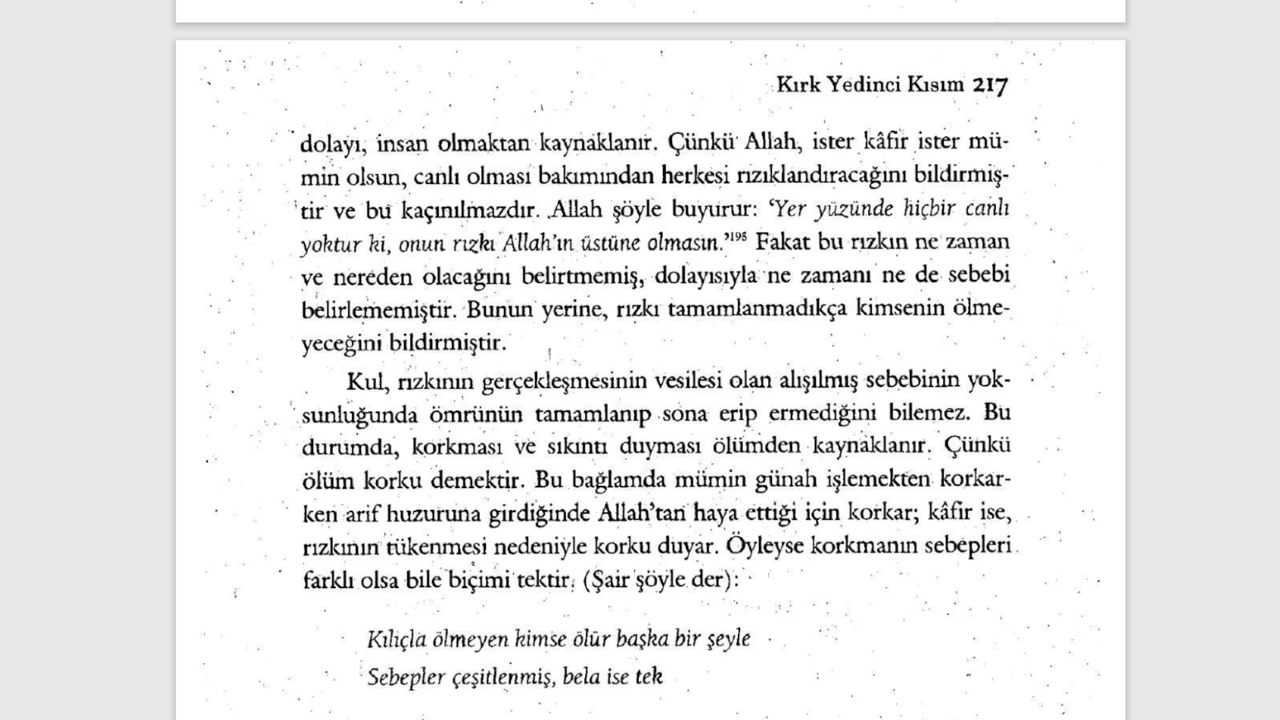 Kırk Yedinci Kısım 217
dolayı, insan olmaktan kaynaklanır. Çünkü Allah, ister kâfir ister mü-
min olsun, canlı olması bakımından herkesi rızıklandıracağını bildirmiş-
tir ve bu kaçınılmazdır. Allah şöyle buyurur: ‘Yer yüzünde hiçbir canlı
yoktur ki, onun rızkı Allah’ın üstüne olmasın.’¹⁹⁵ Fakat bu rızkın ne zaman
ve nereden olacağını belirtmemiş, dolayısıyla ne zamanı ne de sebebi
belirlememiştir. Bunun yerine, rızkı tamamlanmadıkça kimsenin ölme-
yeceğini bildirmiştir.
Kul, rızkının gerçekleşmesinin vesilesi olan alışılmış sebebinin yok-
sunluğunda ömrünün tamamlanıp sona erip ermediğini bilemez. Bu
durumda, korkması ve sıkıntı duyması ölümden kaynaklanır. Çünkü
ölüm korku demektir. Bu bağlamda mümin günah işlemekten korkar-
ken arif huzuruna girdiğinde Allah’tan haya ettiği için korkar; kâfir ise,
rızkının tükenmesi nedeniyle korku duyar. Öyleyse korkmanın sebepleri
farklı olsa bile biçimi tektir. (Şair şöyle der):
Kılıçla ölmeyen kimse ölür başka bir şeyle
Sebepler çeşitlenmiş, bela ise tek